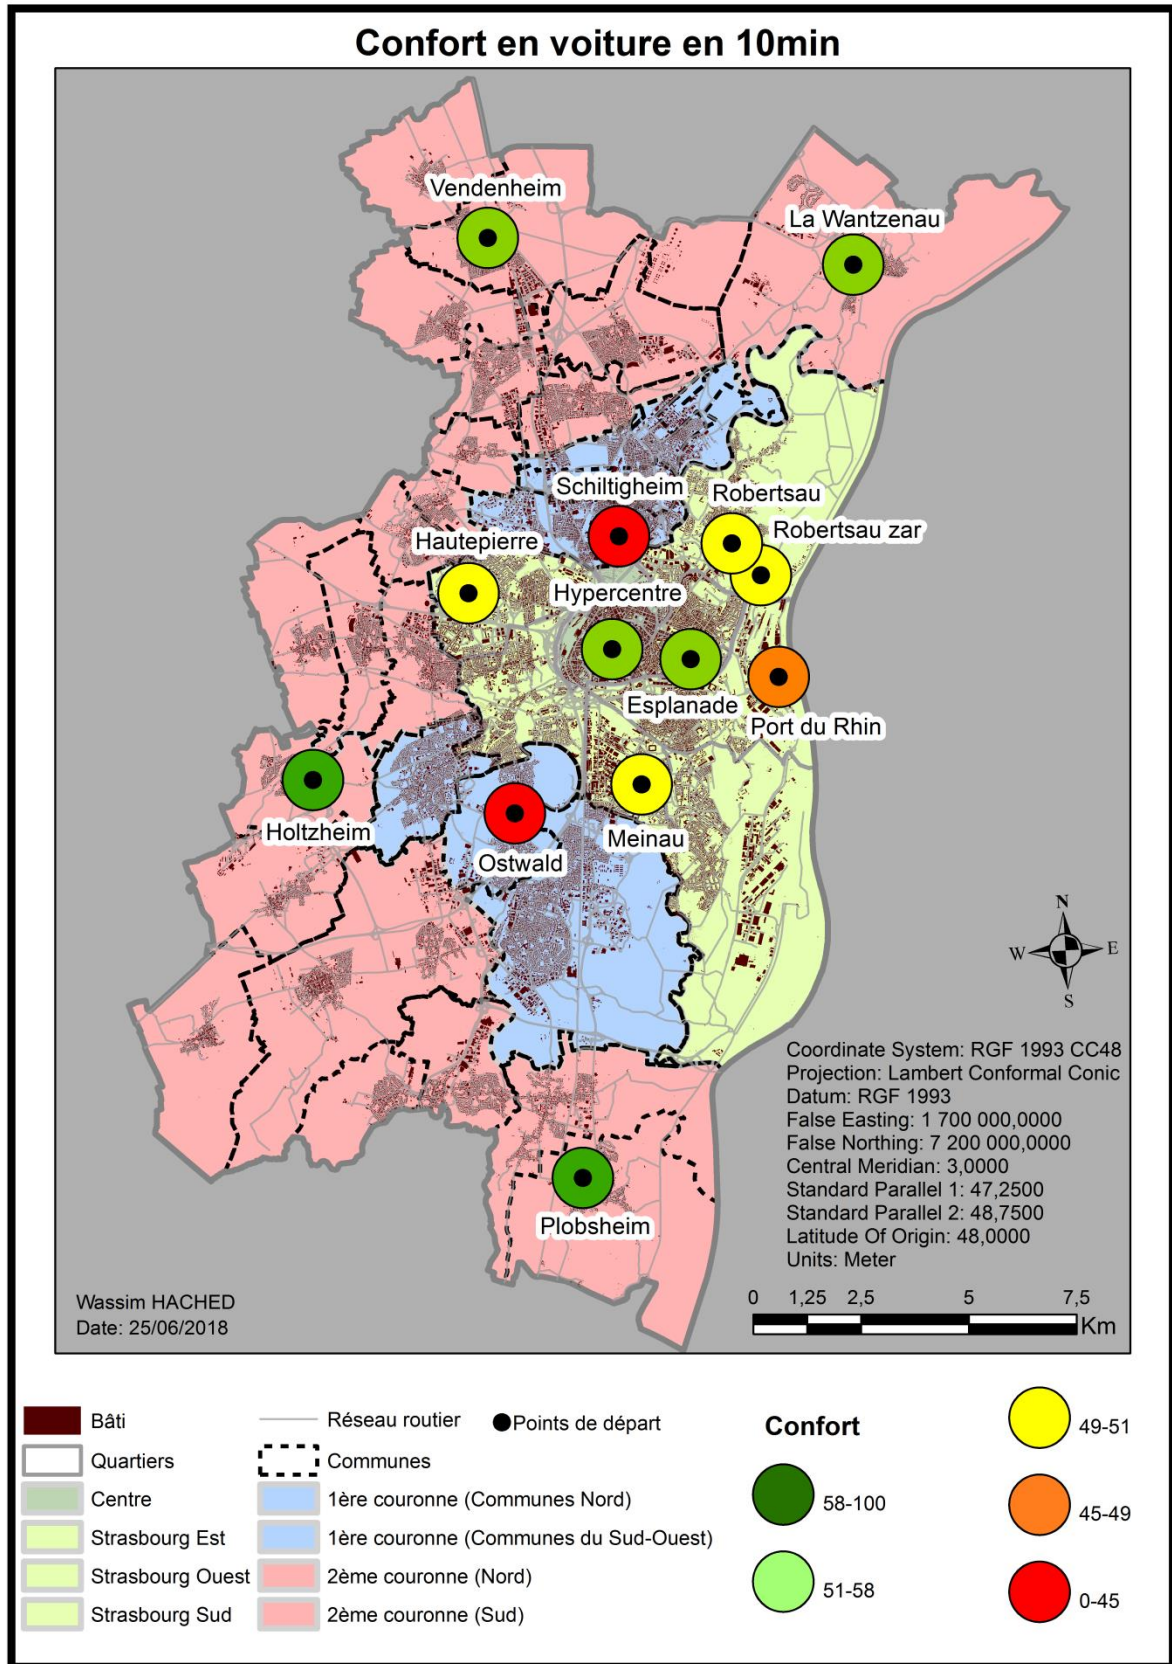 Confort en voiture en 10min
Vendenheim
La Wantzenau
Schiltigheim
Robertsau
Robertsau zar
Hautepierre
Hypercentre
Esplanade
Port du Rhin
Holtzheim
Ostwald
Meinau
Plobsheim
N
W
E
S
Coordinate System: RGF 1993 CC48
Projection: Lambert Conformal Conic
Datum: RGF 1993
False Easting: 1 700 000,0000
False Northing: 7 200 000,0000
Central Meridian: 3,0000
Standard Parallel 1: 47,2500
Standard Parallel 2: 48,7500
Latitude Of Origin: 48,0000
Units: Meter
Wassim HACHED
Date: 25/06/2018
0 1,25 2,5 5 7,5
Km
Bâti
Quartiers
Centre
Strasbourg Est
Strasbourg Ouest
Strasbourg Sud
Réseau routier
Points de départ
Communes
1ère couronne (Communes Nord)
1ère couronne (Communes du Sud-Ouest)
2ème couronne (Nord)
2ème couronne (Sud)
Confort
58-100
51-58
49-51
45-49
0-45